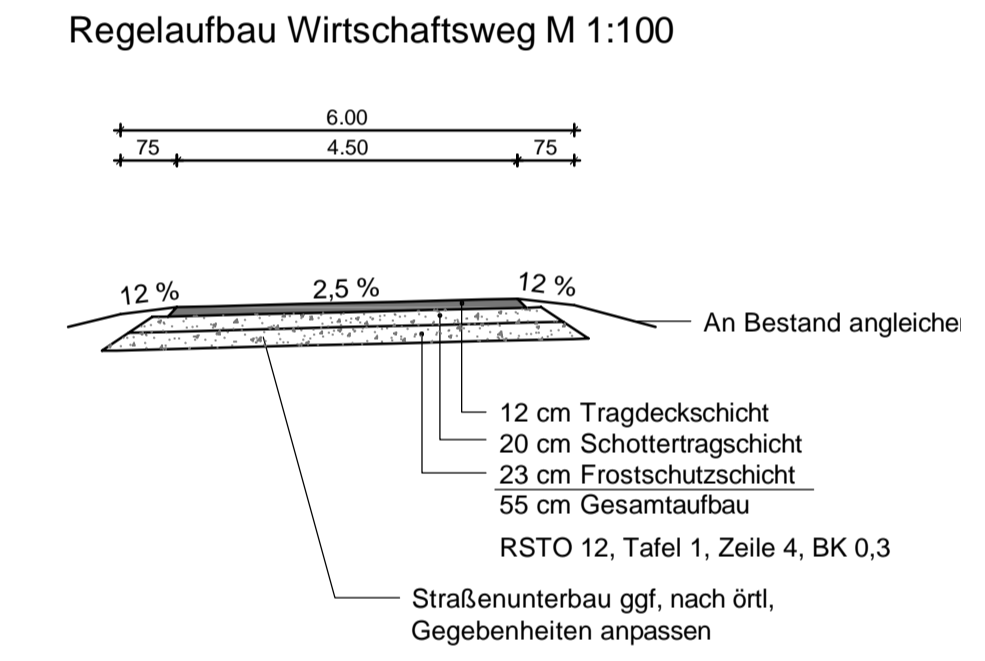 Regelaufbau Wirtschaftsweg M 1:100
6.00
75 4.50 75
12 % 2,5 % 12 %
An Bestand angleiche
12 cm Tragdeckschicht
20 cm Schottertragschicht
23 cm Frostschutzschicht
55 cm Gesamtaufbau
RSTO 12, Tafel 1, Zeile 4, BK 0,3
Straßenunterbau ggf, nach örtl,
Gegebenheiten anpassen